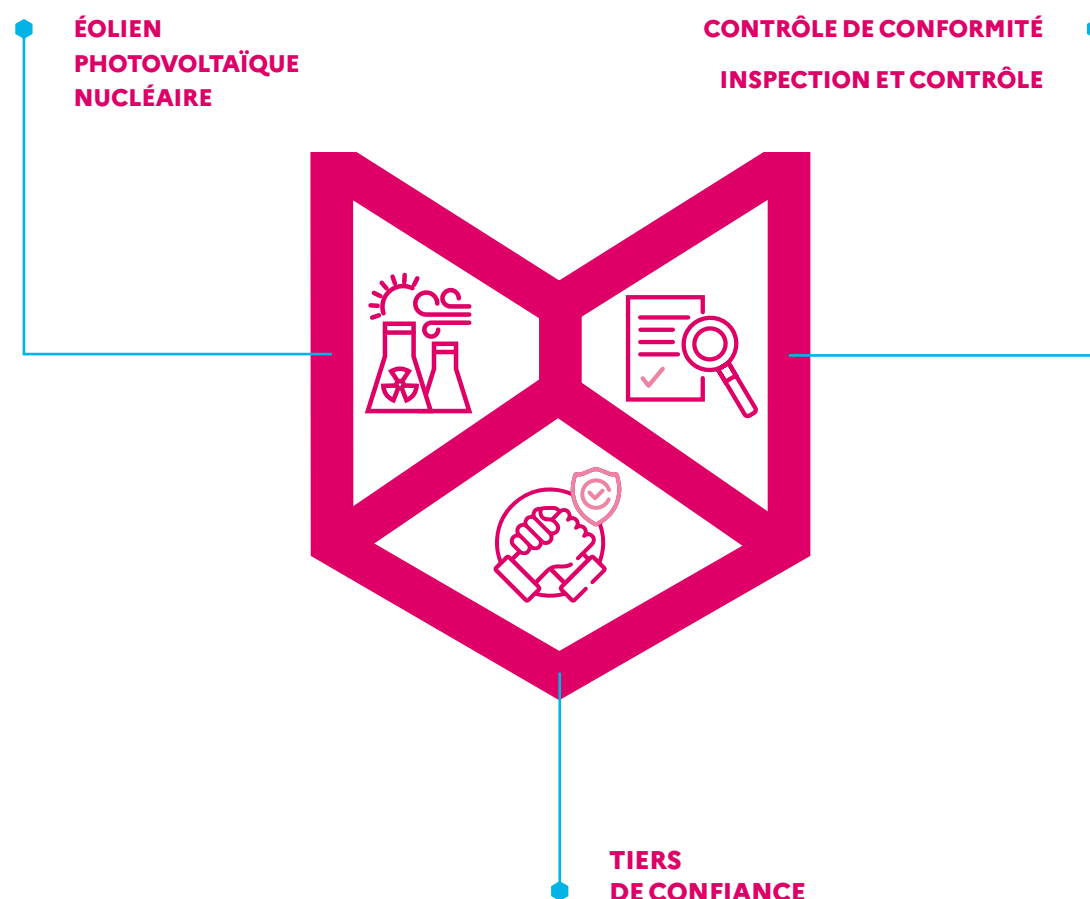 ÉOLIEN
PHOTOVOLTAÏQUE
NUCLÉAIRE
CONTRÔLE DE CONFORMITÉ
INSPECTION ET CONTRÔLE
TIERS
DE CONFIANCE